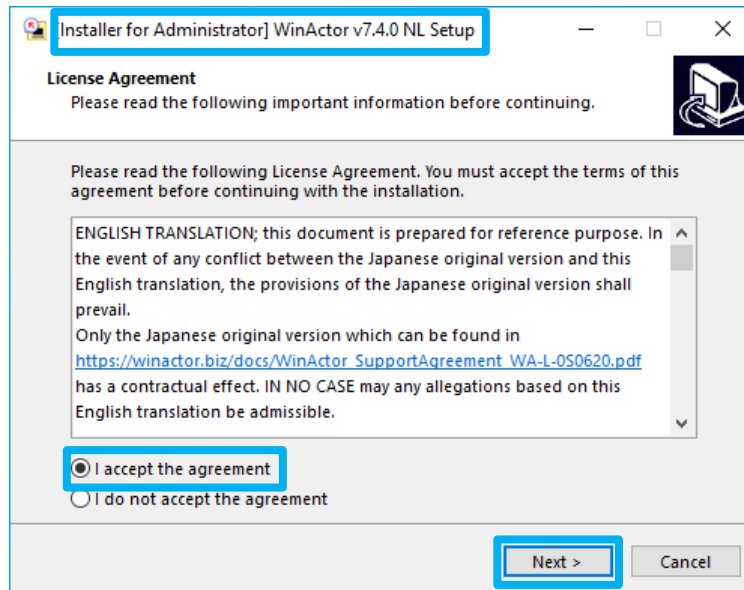 [Installer for Administrator] WinActor v7.4.0 NL Setup
License Agreement
Please read the following important information before continuing.
Please read the following License Agreement. You must accept the terms of this
agreement before continuing with the installation.
ENGLISH TRANSLATION; this document is prepared for reference purpose. In
the event of any conflict between the Japanese original version and this
English translation, the provisions of the Japanese original version shall
prevail.
Only the Japanese original version which can be found in
https://winactor.biz/docs/WinActor_SupportAgreement_WA-L-0S0620.pdf
has a contractual effect. IN NO CASE may any allegations based on this
English translation be admissible.
I accept the agreement
I do not accept the agreement
Next >
Cancel